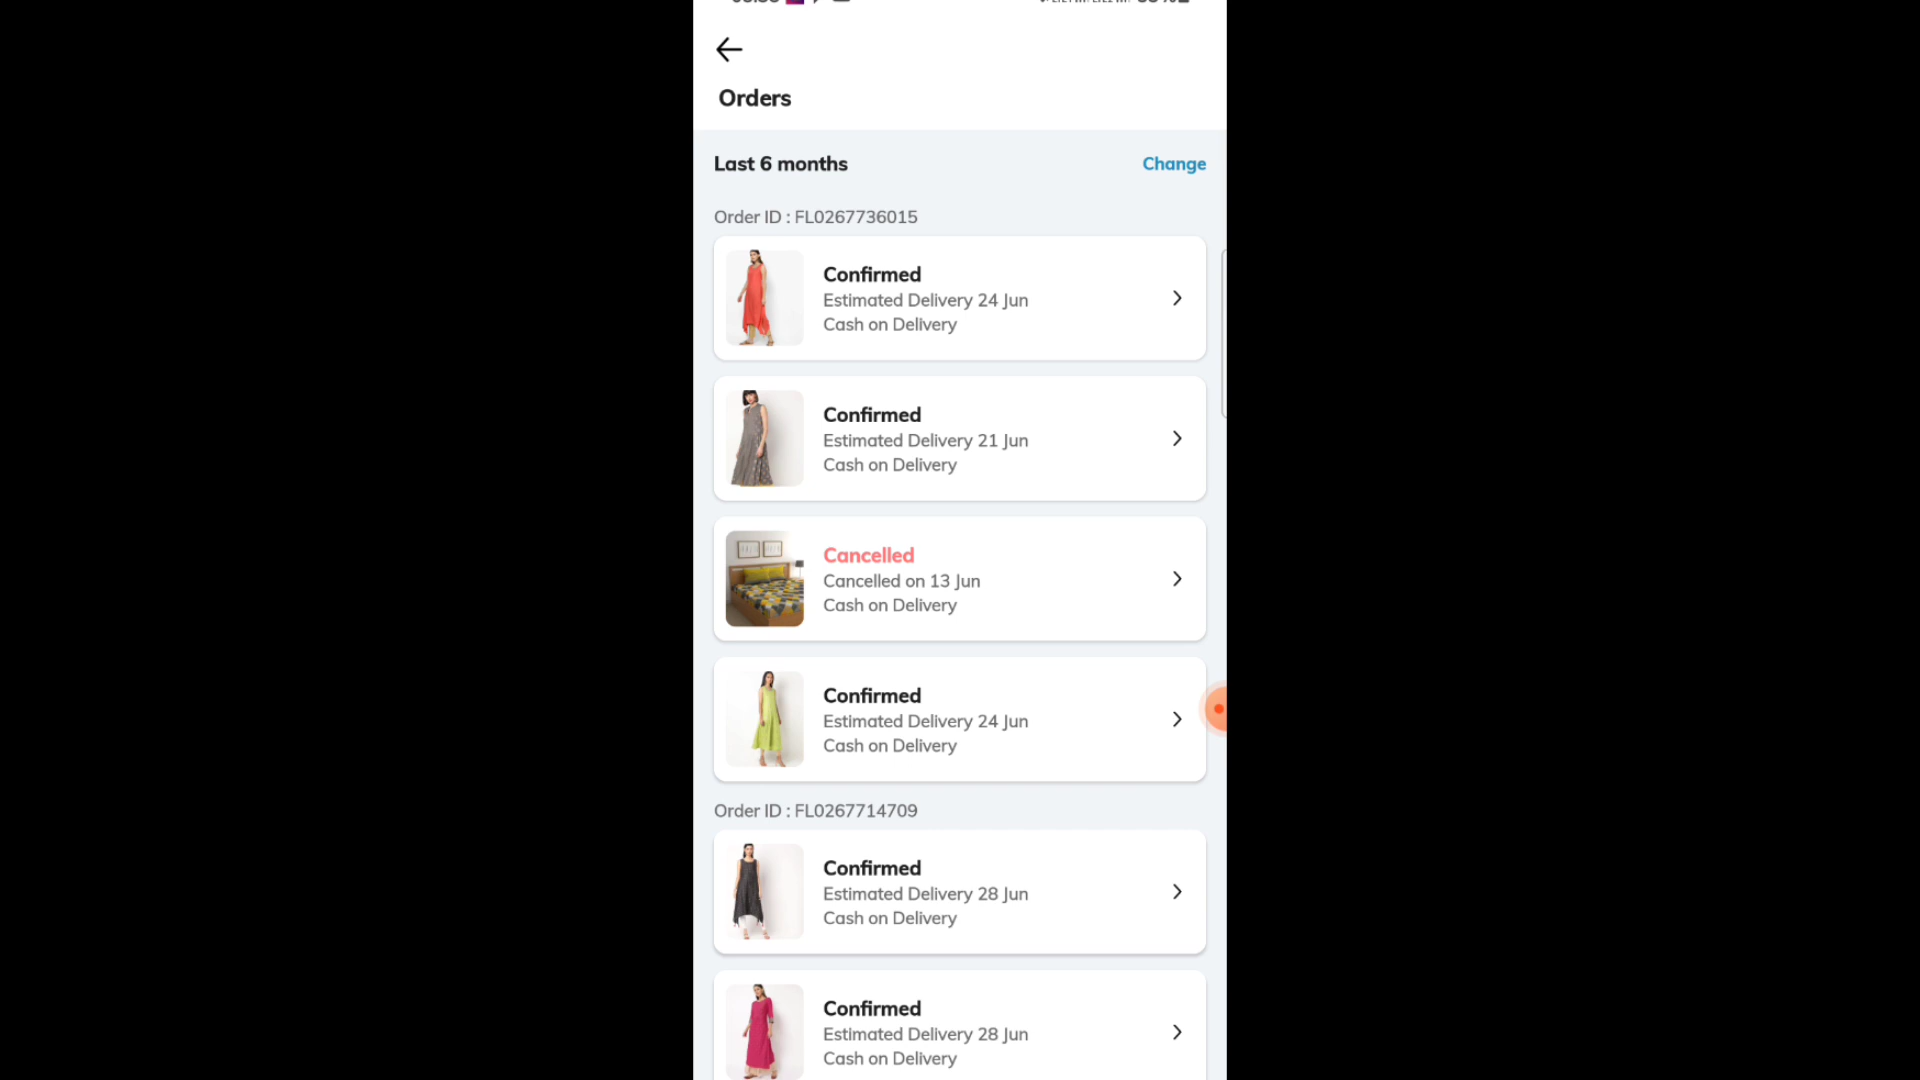 Orders
Last 6 months
Change
Order ID : FL0267736015
Confirmed
Estimated Delivery 24 Jun
Cash on Delivery
Confirmed
Estimated Delivery 21 Jun
Cash on Delivery
Cancelled
Cancelled on 13 Jun
Cash on Delivery
Confirmed
Estimated Delivery 24 Jun
Cash on Delivery
Order ID : FL0267714709
Confirmed
Estimated Delivery 28 Jun
Cash on Delivery
Confirmed
Estimated Delivery 28 Jun
Cash on Delivery